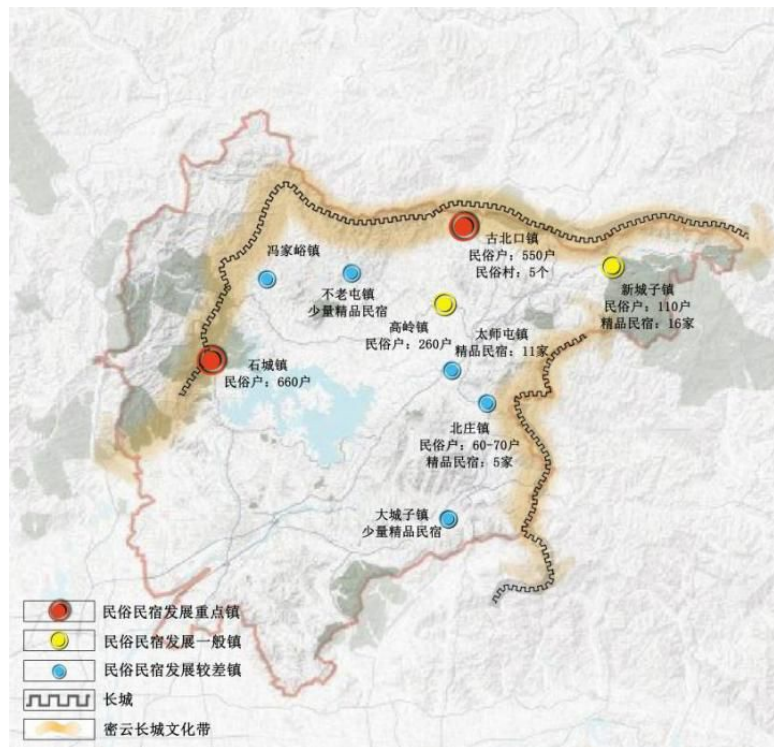 古北口镇
民俗户：550户
民俗村：5个
冯家峪镇
不老屯镇
少量精品民宿
新城子镇
民俗户：110户
精品民宿：16家
高岭镇
民俗户：260户
太师屯镇
精品民宿：11家
石城镇
民俗户：660户
北庄镇
民俗户：60-70户
精品民宿：5家
大城子镇
少量精品民宿
民俗民宿发展重点镇
民俗民宿发展一般镇
民俗民宿发展较差镇
长城
密云长城文化带